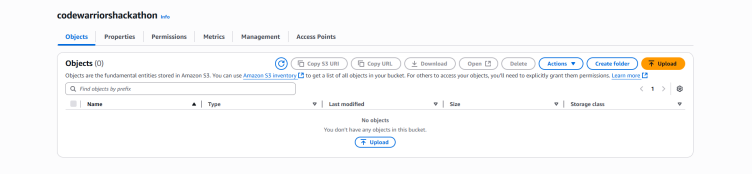 codewarriorshackathon Info
Objects Properties Permissions Metrics Management Access Points
Objects (0) Copy S3 URI Copy URL Download Open Delete Actions Create folder Upload
Objects are the fundamental entities stored in Amazon S3. You can use Amazon S3 inventory to get a list of all objects in your bucket. For others to access your objects, you'll need to explicitly grant them permissions. Learn more
Find objects by prefix 1
Name Type Last modified Size Storage class
No objects
You don't have any objects in this bucket.
Upload